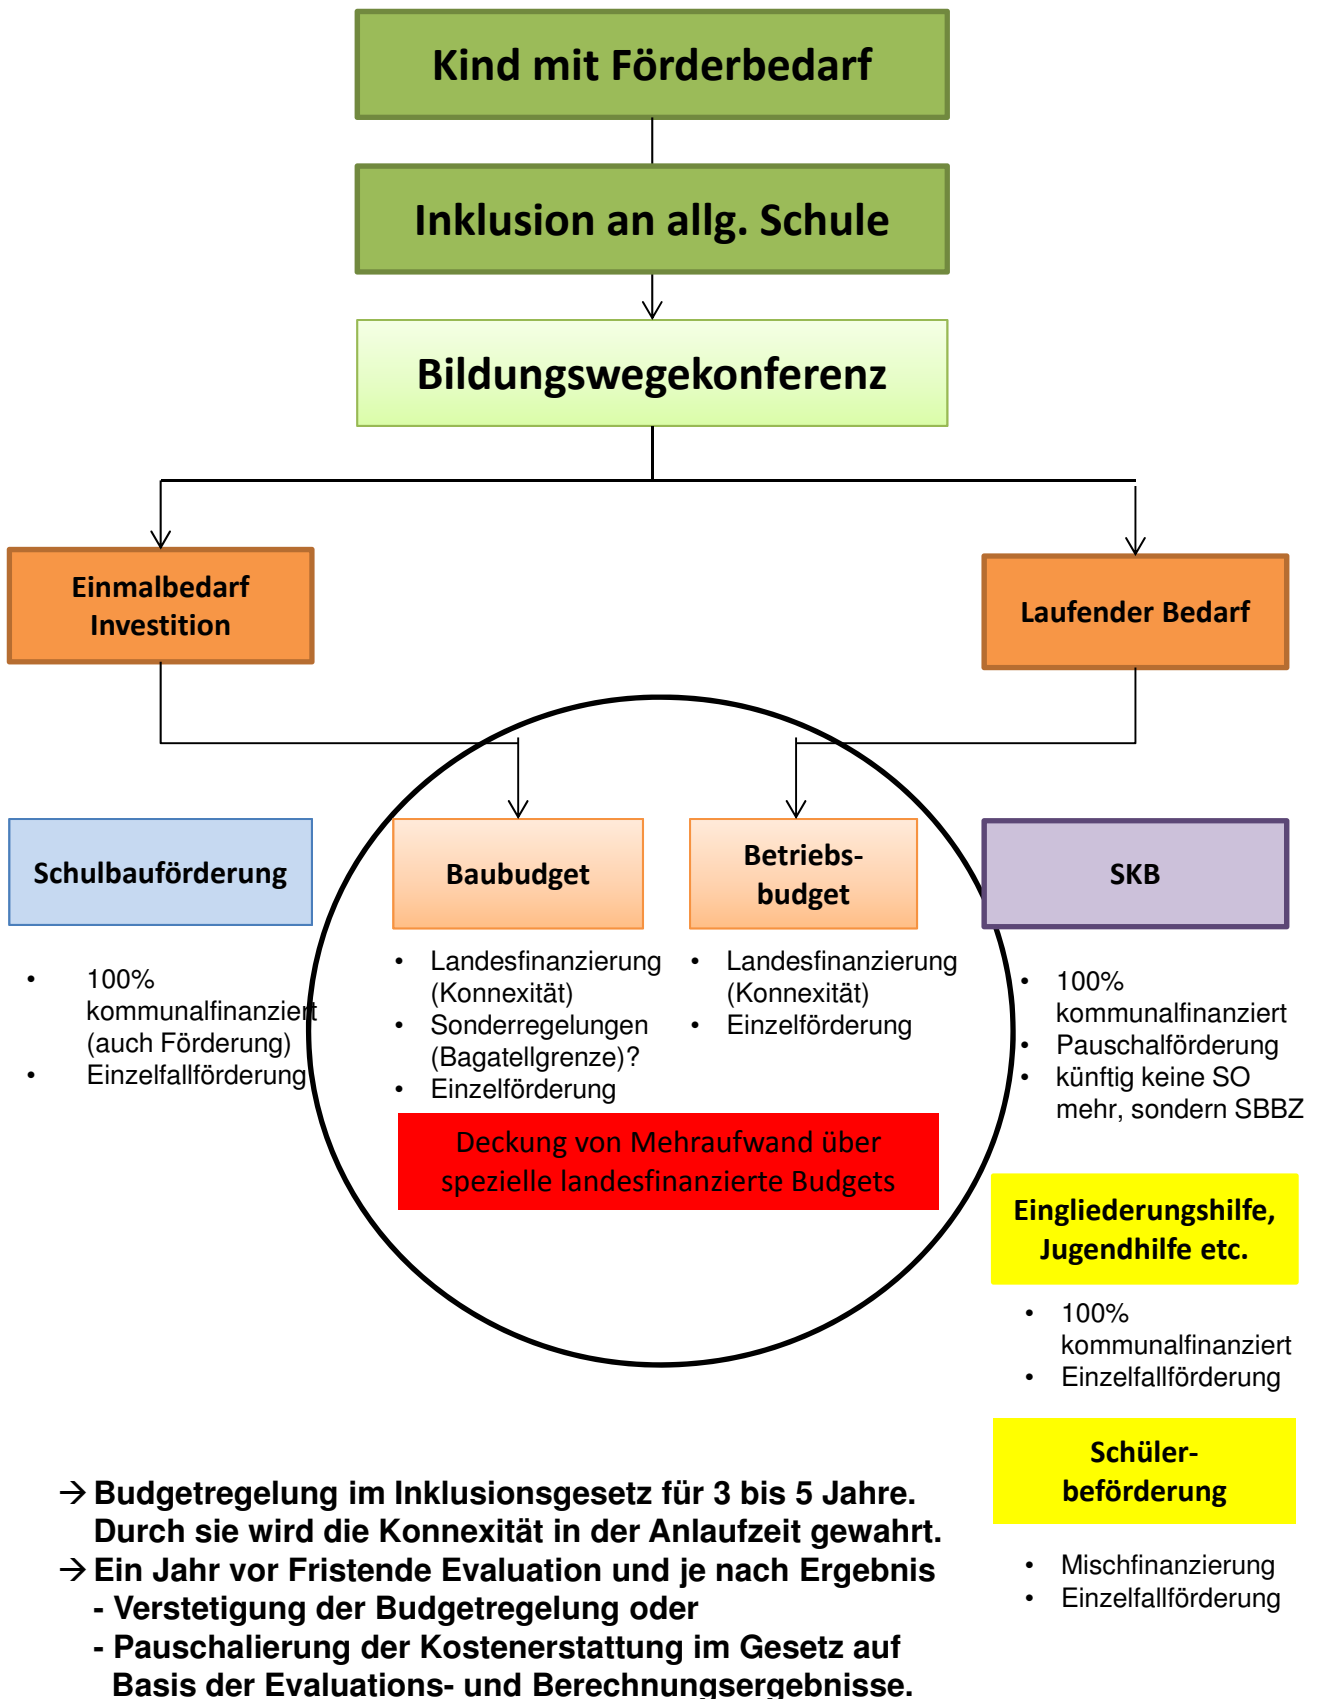 Kind mit Förderbedarf
Inklusion an allg. Schule
Bildungswegekonferenz
Einmalbedarf
Investition
Laufender Bedarf
Schulbauförderung
• 100%
kommunalfinanziert
(auch Förderung)
• Einzelfallförderung
Baubudget
• Landesfinanzierung
(Konnexität)
• Sonderregelungen
(Bagatellgrenze)?
• Einzelförderung
Betriebs-
budget
• Landesfinanzierung
(Konnexität)
• Einzelförderung
Deckung von Mehraufwand über
spezielle landesfinanzierte Budgets
SKB
• 100%
kommunalfinanziert
• Pauschalförderung
• künftig keine SO
mehr, sondern SBBZ
Eingliederungshilfe,
Jugendhilfe etc.
• 100%
kommunalfinanziert
• Einzelfallförderung
Schüler-
beförderung
• Mischfinanzierung
• Einzelfallförderung
→ Budgetregelung im Inklusionsgesetz für 3 bis 5 Jahre.
Durch sie wird die Konnexität in der Anlaufzeit gewahrt.
→ Ein Jahr vor Fristende Evaluation und je nach Ergebnis
- Verstetigung der Budgetregelung oder
- Pauschalierung der Kostenerstattung im Gesetz auf
Basis der Evaluations- und Berechnungsergebnisse.